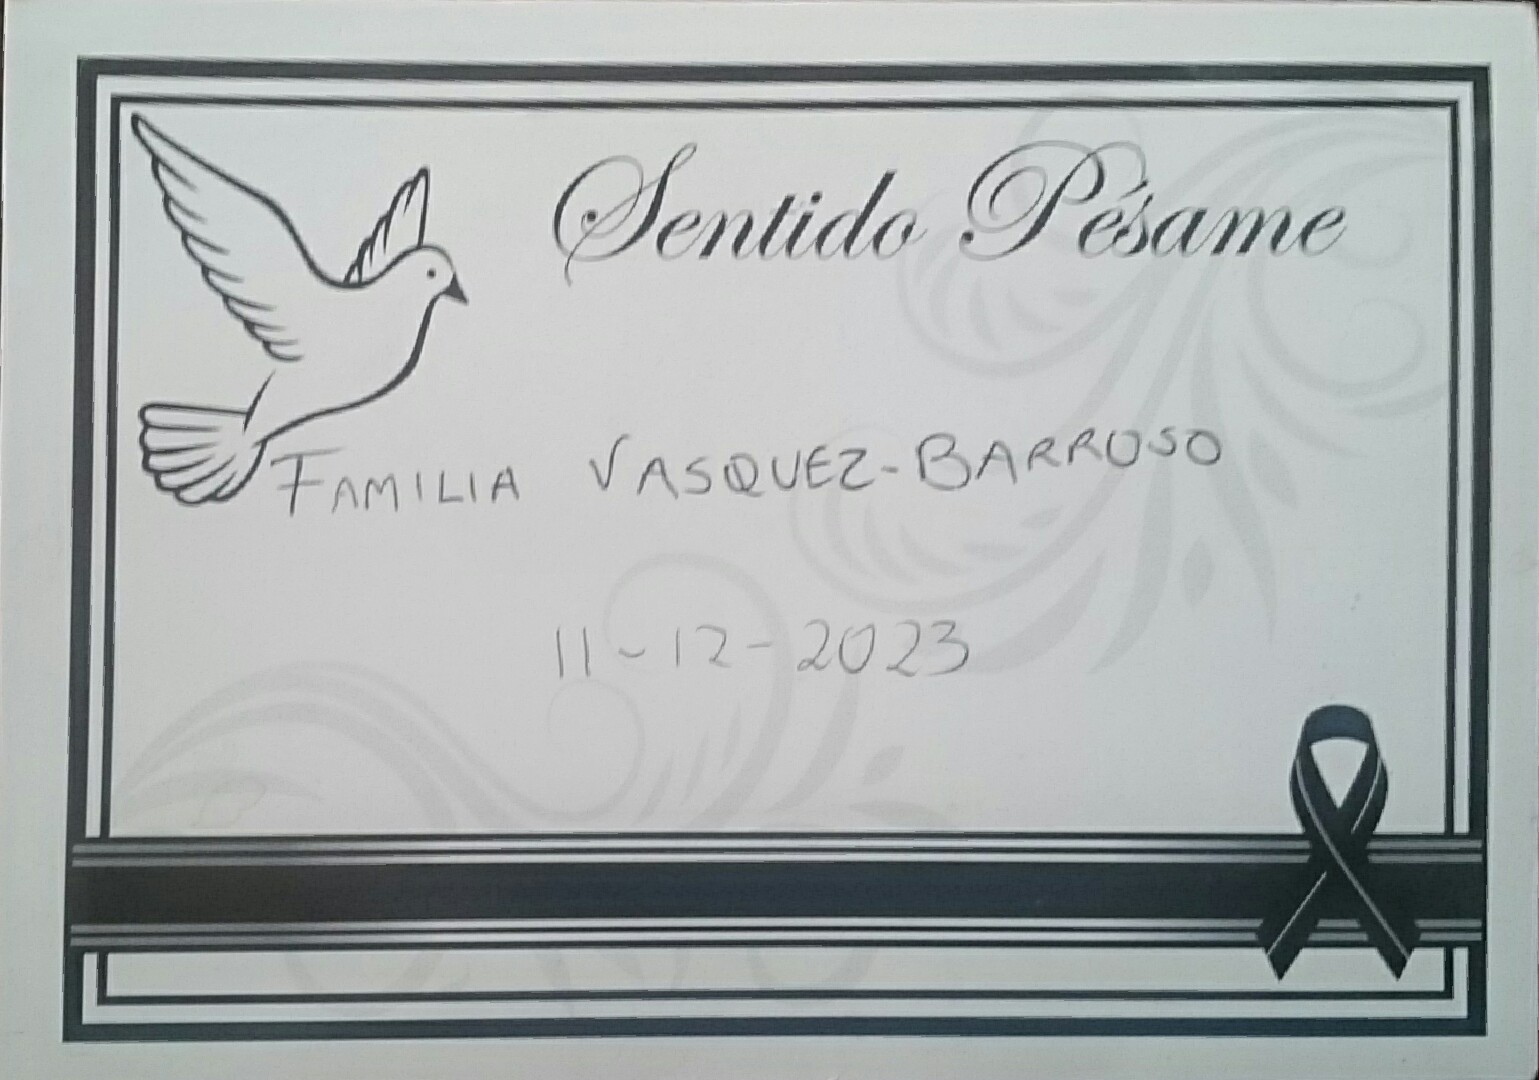 Sentido Pésame
FAMILIA VASQUEZ-BARROSO
11-12-2023